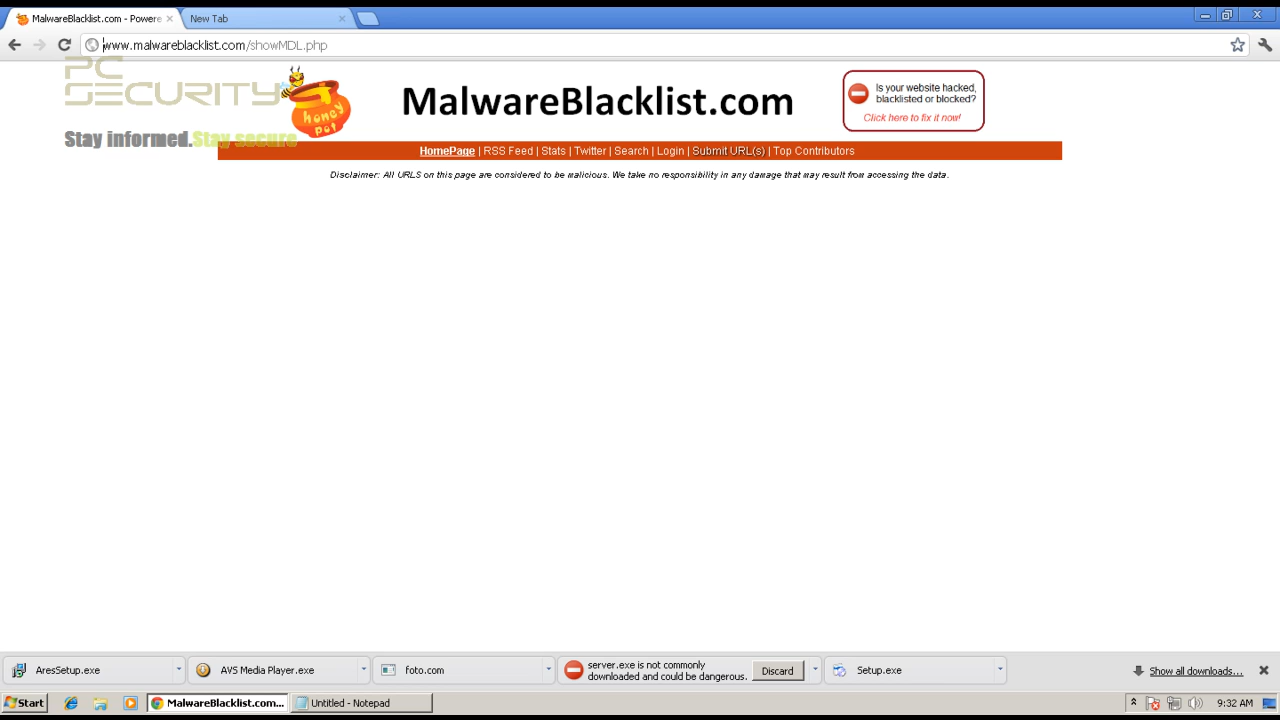 MalwareBlacklist.com - Powere
New Tab
www.malwareblacklist.com/showMDL.php
PC
SECURITY
Stay informed.Stay secure
honey
pot
MalwareBlacklist.com
Is your website hacked,
blacklisted or blocked?
Click here to fix it now!
HomePage | RSS Feed | Stats | Twitter | Search | Login | Submit URL(s) | Top Contributors
Disclaimer: All URLS on this page are considered to be malicious. We take no responsibility in any damage that may result from accessing the data.
AresSetup.exe
AVS Media Player.exe
foto.com
server.exe is not commonly
downloaded and could be dangerous.
Discard
Setup.exe
Show all downloads...
Start
MalwareBlacklist.com...
Untitled - Notepad
9:32 AM